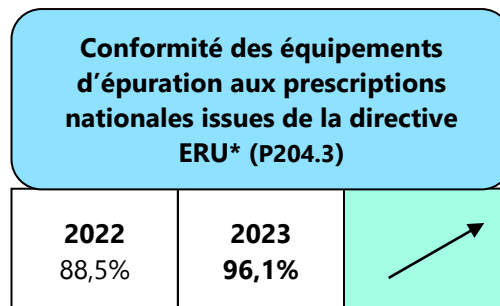 Conformité des équipements
d’épuration aux prescriptions
nationales issues de la directive
ERU* (P204.3)
2022 2023
88,5% 96,1%